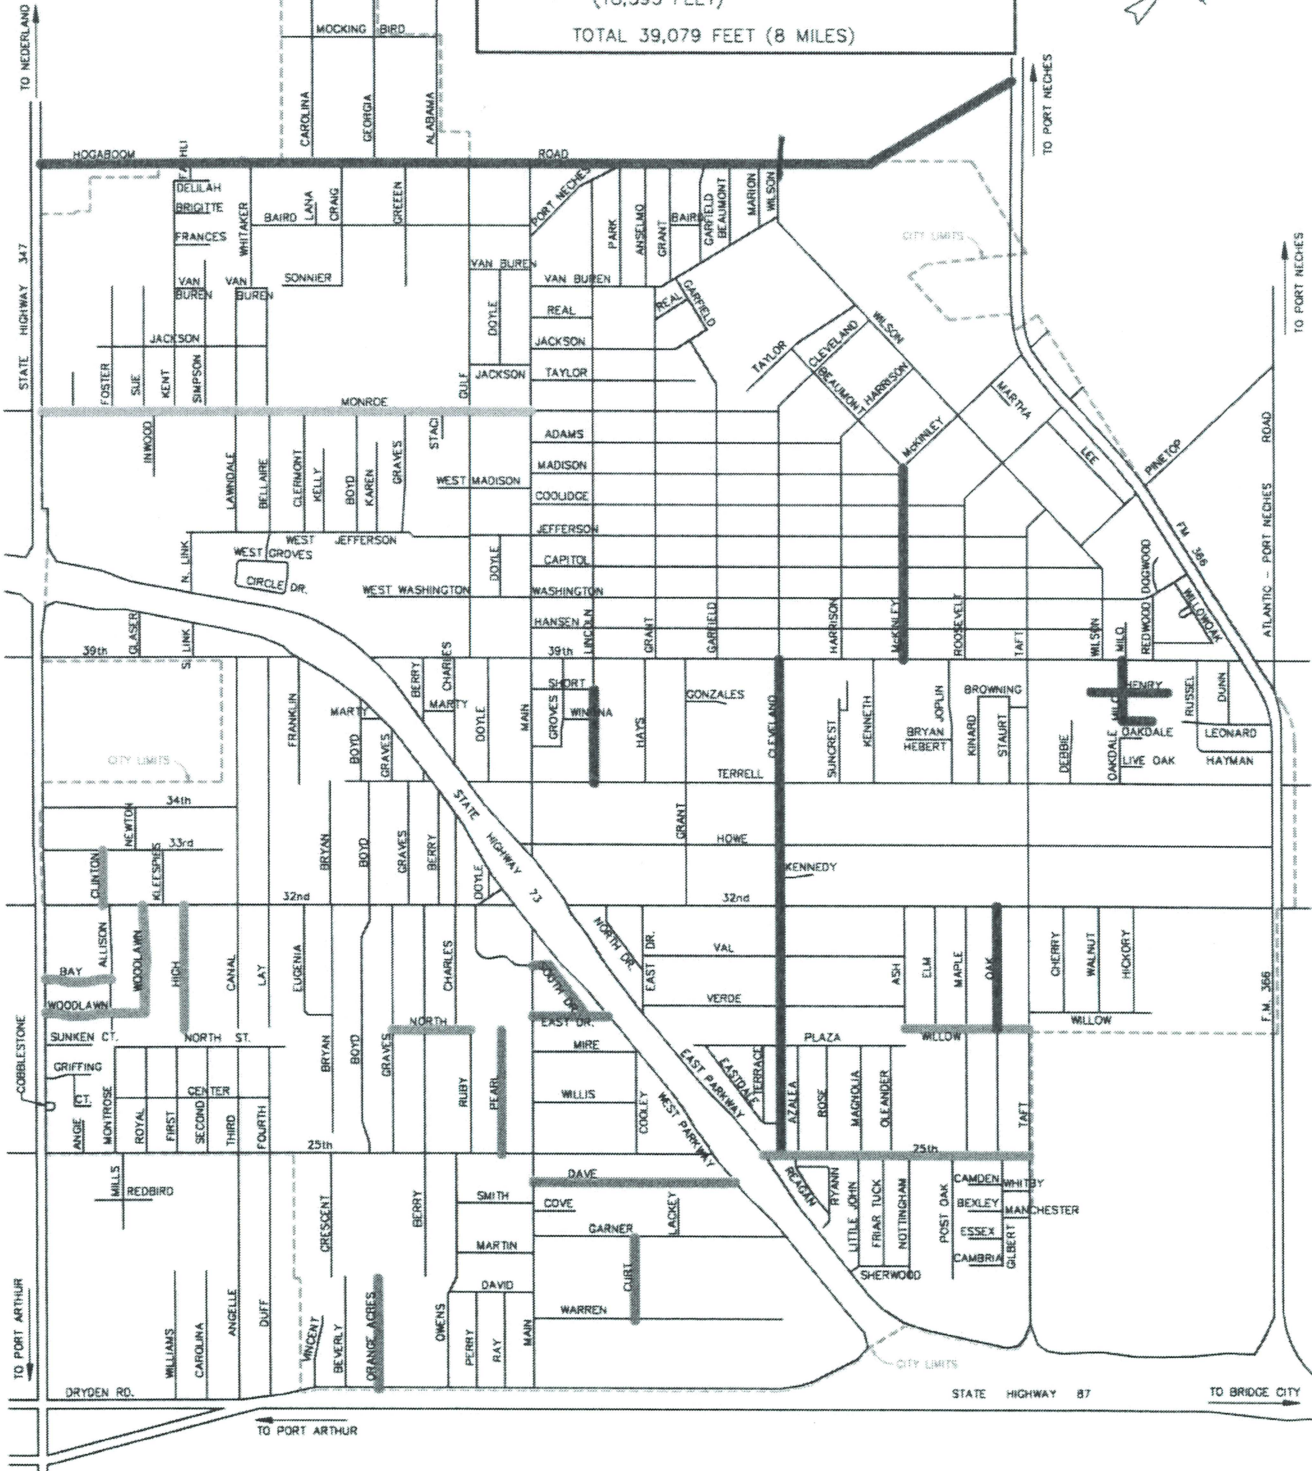 TOTAL 39,079 FEET (8 MILES)
TO NEDERLAND
MOCKING BIRD
CAROLINA
GEORGIA
ALABAMA
TO PORT NECHES
HOGABOOM
ROAD
DELILAH
BRIGITTE
FRANCES
WHITAKER
BAIRD
LANA
CRAIG
GREEEN
PORT NECHES
PARK
ANSELMO
GRANT
BAIRD
GARFIELD
BEAUMONT
MARION
WILSON
CITY LIMITS
TO PORT NECHES
STATE HIGHWAY 347
VAN BUREN
VAN BUREN
SONNIER
VAN BUREN
VAN BUREN
DOYLE
REAL
REAL
GARFIELD
JACKSON
JACKSON
JACKSON
TAYLOR
TAYLOR
CLEVELAND
WILSON
BEAUMONT
HARRISON
FOSTER
SUE
KENT
SIMPSON
GULF
MONROE
MARTHA
McKINLEY
LEE
PINETOP
ATLANTIC - PORT NECHES ROAD
INWOOD
LAWNDALE
BELLAIRE
CLERMONT
KELLY
BOYD
KAREN
GRAVES
STACI
ADAMS
MADISON
WEST MADISON
COOLIDGE
JEFFERSON
WEST JEFFERSON
WEST GROVES
CIRCLE DR.
N. LINK
DOYLE
CAPITOL
WEST WASHINGTON
WASHINGTON
HANSEN
LINCLN
GRANT
GARFIELD
HARRISON
McKINLEY
ROOSEVELT
TAFT
WILSON
MILO
REDWOOD
DOGWOOD
WILLOWOAK
FM 366
GLASER
S. LINK
39th
39th
BERRY
CHARLES
FRANKLIN
MARTY
MARTY
BOYD
GRAVES
DOYLE
MAIN
SHORT
GROVES
WINONA
HAYS
GONZALES
CLEVELAND
SUNCREST
KENNETH
BRYAN
HEBERT
JOPLIN
BROWNING
KINARD
STAURT
DEBBIE
HENRY
MILO
OAKDALE
OAKDALE
LIVE OAK
RUSSEL
DUNN
LEONARD
HAYMAN
CITY LIMITS
TERRELL
34th
NEWTON
33rd
CLINTON
KLEESPIES
32nd
BRYAN
BOYD
GRAVES
BERRY
STATE HIGHWAY 73
DOYLE
GRANT
HOWE
KENNEDY
32nd
ALLISON
WOODLAWN
BAY
WOODLAWN
HIGH
CANAL
LAY
EUGENIA
CHARLES
NORTH DR.
EAST DR.
SOUTH DR.
EAST DR.
VAL
VERDE
ASH
ELM
MAPLE
OAK
CHERRY
WALNUT
HICKORY
WILLOW
WILLOW
F.M. 366
COBBLESTONE
SUNKEN CT.
NORTH ST.
NORTH
GRIFFING
CT.
ANGIE
MONTROSE
ROYAL
FIRST
SECOND
CENTER
THIRD
FOURTH
BRYAN
BOYD
GRAVES
RUBY
PEARL
MIRE
WILLIS
COOLEY
EAST PARKWAY
WEST PARKWAY
EASTDALE
TERRACE
PLAZA
AZALEA
ROSE
MAGNOLIA
OLEANDER
TAFT
25th
25th
MILLS
REDBIRD
CRESCENT
BERRY
SMITH
DAVE
COVE
GARNER
LACKEY
MARTIN
DAVID
CURT
WARREN
REAGAN
RYANN
LITTLE JOHN
FRIAR TUCK
NOTTINGHAM
SHERWOOD
POST OAK
CAMDEN
WHITBY
BEXLEY
MANCHESTER
ESSEX
CAMBRIA
GILBERT
TO PORT ARTHUR
WILLIAMS
CAROLINA
ANGELLE
DUFF
VINCENT
BEVERLY
ORANGE ACRES
OWENS
PERRY
RAY
MAIN
CITY LIMITS
DRYDEN RD.
STATE HIGHWAY 87
TO BRIDGE CITY
TO PORT ARTHUR